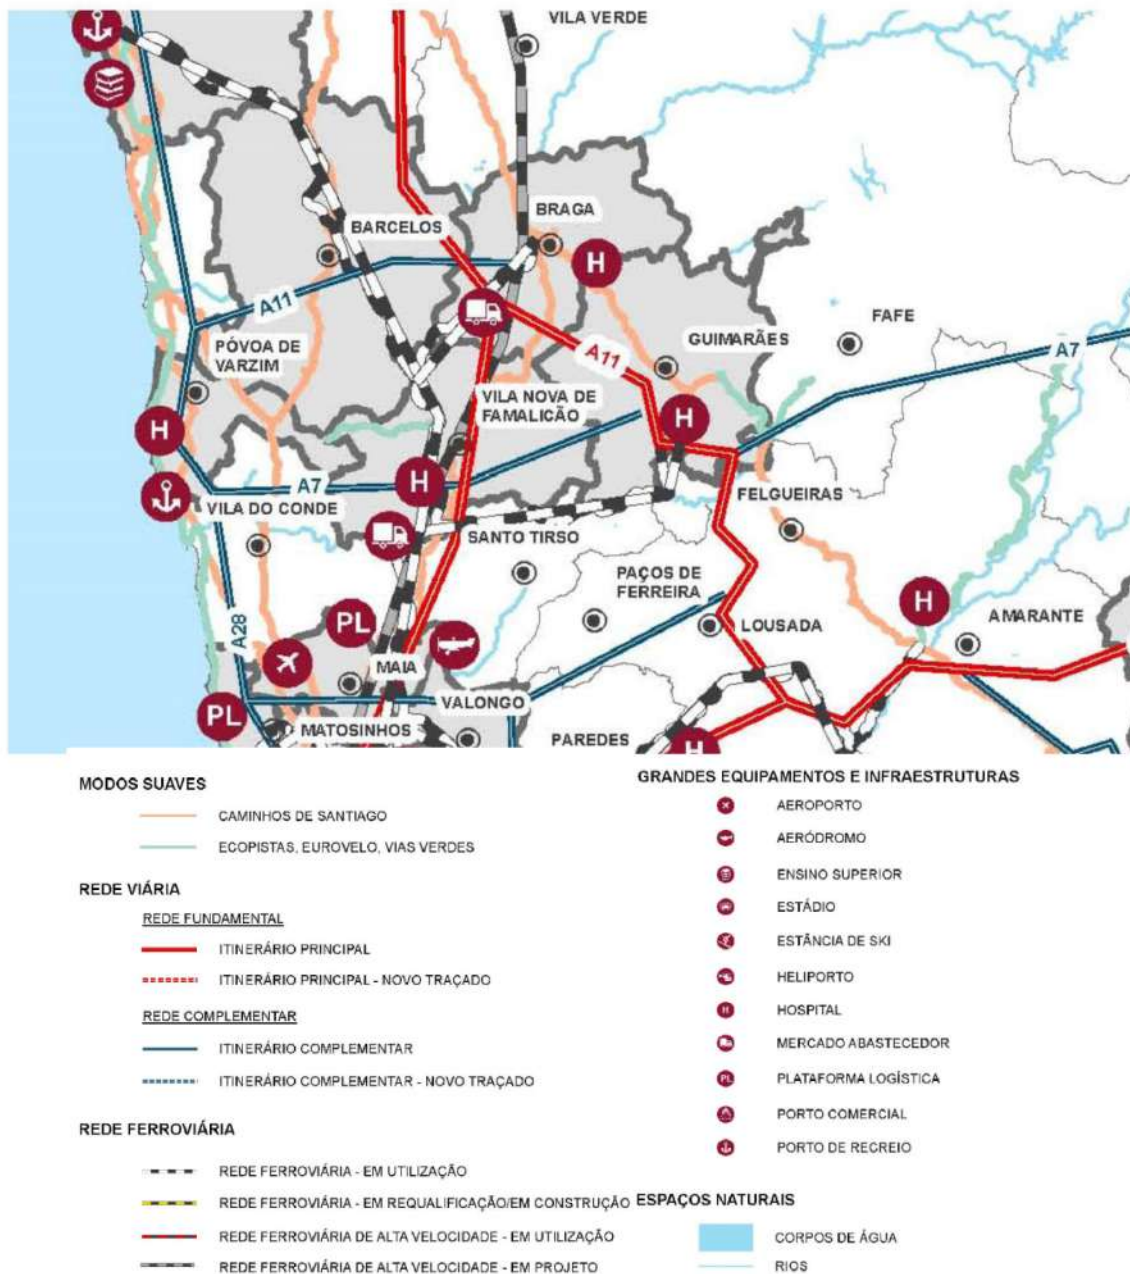 VILA VERDE
BRAGA
BARCELOS
A11
H
FAFE
GUIMARÃES
A7
PÓVOA DE
VARZIM
A11
VILA NOVA DE
FAMALICÃO
H
H
A7
H
VILA DO CONDE
FELGUEIRAS
SANTO TIRSO
PAÇOS DE
FERREIRA
H
AMARANTE
LOUSADA
A28
PL
MAIA
VALONGO
PL
MATOSINHOS
PAREDES
H
MODOS SUAVES
CAMINHOS DE SANTIAGO
ECOPISTAS, EUROVELO, VIAS VERDES
REDE VIÁRIA
REDE FUNDAMENTAL
ITINERÁRIO PRINCIPAL
ITINERÁRIO PRINCIPAL - NOVO TRAÇADO
REDE COMPLEMENTAR
ITINERÁRIO COMPLEMENTAR
ITINERÁRIO COMPLEMENTAR - NOVO TRAÇADO
REDE FERROVIÁRIA
REDE FERROVIÁRIA - EM UTILIZAÇÃO
REDE FERROVIÁRIA - EM REQUALIFICAÇÃO/EM CONSTRUÇÃO
REDE FERROVIÁRIA DE ALTA VELOCIDADE - EM UTILIZAÇÃO
REDE FERROVIÁRIA DE ALTA VELOCIDADE - EM PROJETO
GRANDES EQUIPAMENTOS E INFRAESTRUTURAS
AEROPORTO
AERÓDROMO
ENSINO SUPERIOR
ESTÁDIO
ESTÂNCIA DE SKI
HELIPORTO
H HOSPITAL
MERCADO ABASTECEDOR
PL PLATAFORMA LOGÍSTICA
PORTO COMERCIAL
PORTO DE RECREIO
ESPAÇOS NATURAIS
CORPOS DE ÁGUA
RIOS